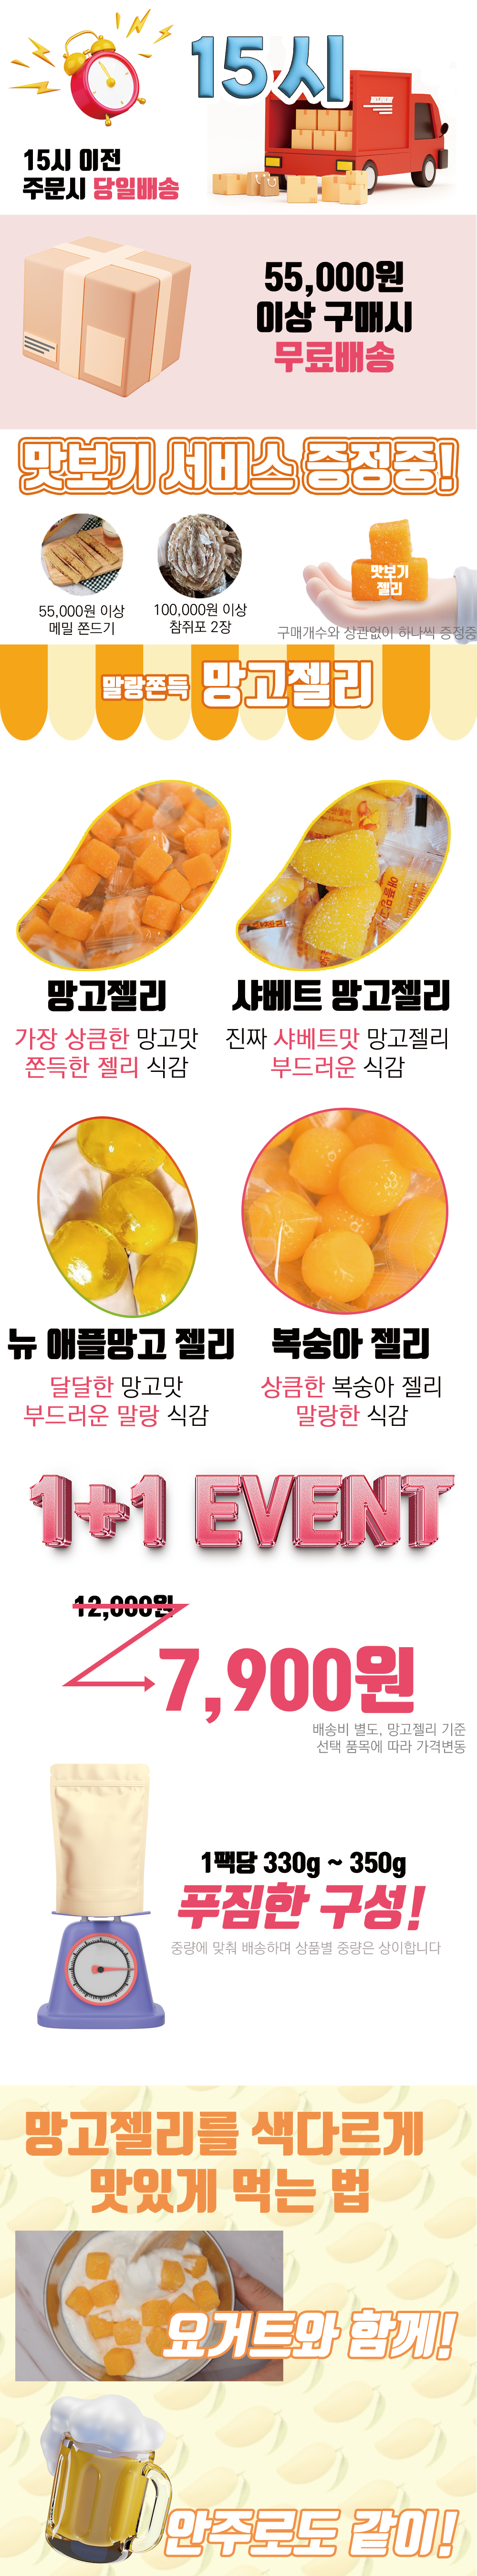 15시
15시 이전
주문시 당일배송
55,000원
이상 구매시
무료배송
맛보기 서비스 증정중!
맛보기
젤리
55,000원 이상
메밀 쫀드기
100,000원 이상
참쥐포 2장
구매개수와 상관없이 하나씩 증정중
말랑쫀득 망고젤리
망고젤리
가장 상큼한 망고맛
쫀득한 젤리 식감
샤베트 망고젤리
진짜 샤베트맛 망고젤리
부드러운 식감
뉴 애플망고 젤리
달달한 망고맛
부드러운 말랑 식감
복숭아 젤리
상큼한 복숭아 젤리
말랑한 식감
1+1 EVENT
12,000원
7,900원
배송비 별도, 망고젤리 기준
선택 품목에 따라 가격변동
1팩당 330g ~ 350g
푸짐한 구성!
중량에 맞춰 배송하며 상품별 중량은 상이합니다
망고젤리를 색다르게
맛있게 먹는 법
요거트와 함께!
안주로도 같이!